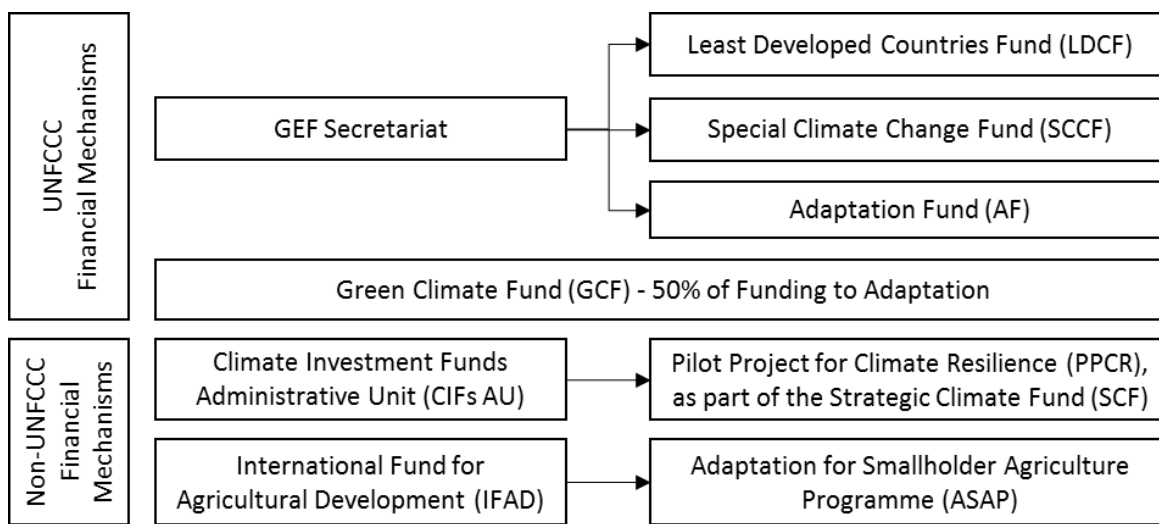 UNFCCC
Financial Mechanisms
GEF Secretariat
Least Developed Countries Fund (LDCF)
Special Climate Change Fund (SCCF)
Adaptation Fund (AF)
Green Climate Fund (GCF) - 50% of Funding to Adaptation
Non-UNFCCC
Financial
Mechanisms
Climate Investment Funds
Administrative Unit (CIFs AU)
Pilot Project for Climate Resilience (PPCR),
as part of the Strategic Climate Fund (SCF)
International Fund for
Agricultural Development (IFAD)
Adaptation for Smallholder Agriculture
Programme (ASAP)